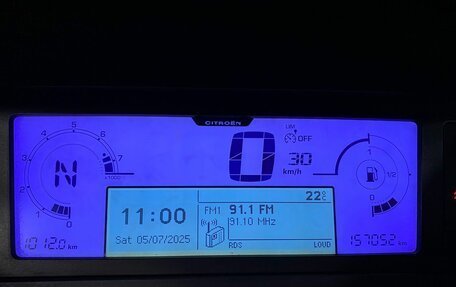 CITROËN
LIM
OFF
0
30
km/h
4
5
6
7
x1000
3
2
1
0
N
1
1/2
0
22°C
11:00
Sat 05/07/2025
FM1 91.1 FM
91.10 MHz
RDS LOUD
1012.0 km
157052 km